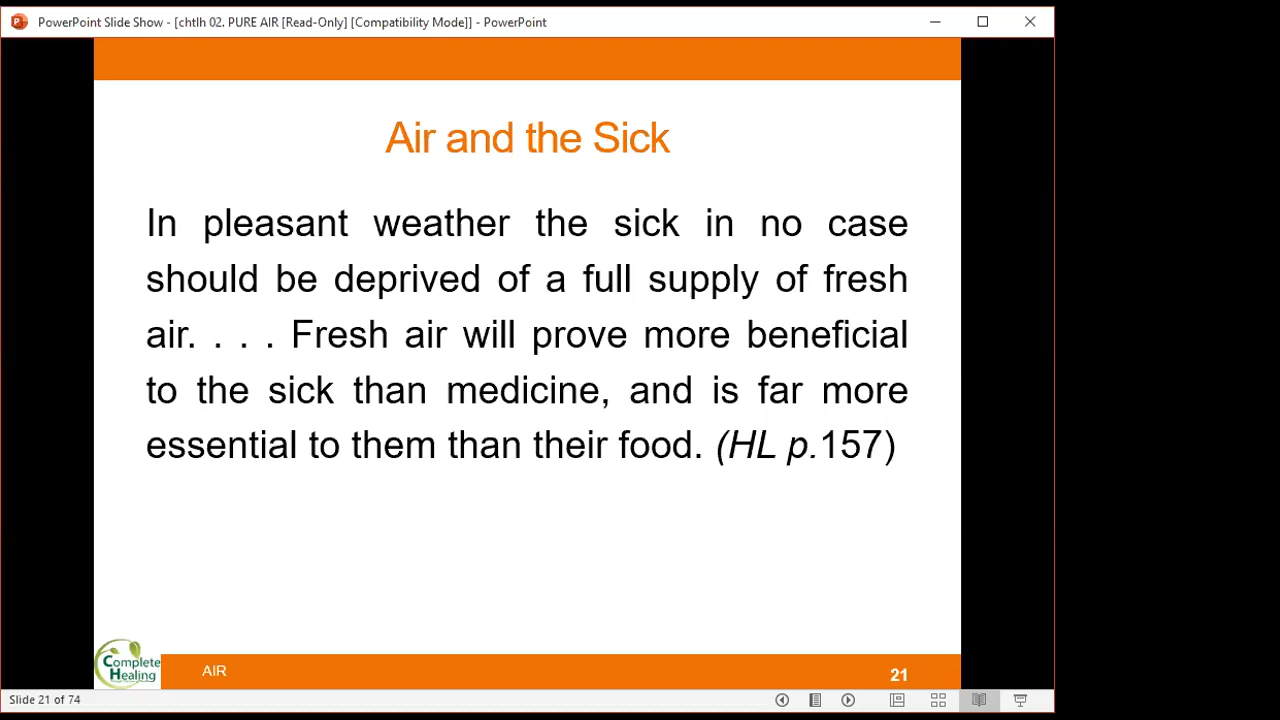 PowerPoint Slide Show - [chtlh 02. PURE AIR [Read-Only] [Compatibility Mode]] - PowerPoint
Air and the Sick
In pleasant weather the sick in no case
should be deprived of a full supply of fresh
air. . . . Fresh air will prove more beneficial
to the sick than medicine, and is far more
essential to them than their food. (HL p.157)
Complete
Healing
AIR
21
Slide 21 of 74